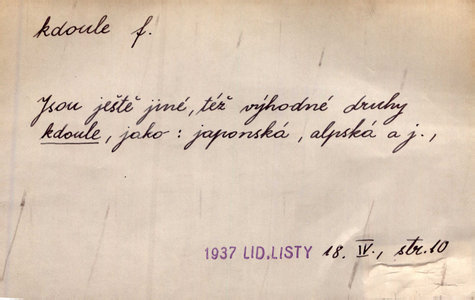 kdoule f.
Jsou ještě jiné, též výhodné druhy
kdoule, jako: japonská, alpská a j.,
1937 LID.LISTY 18. IV., str.10